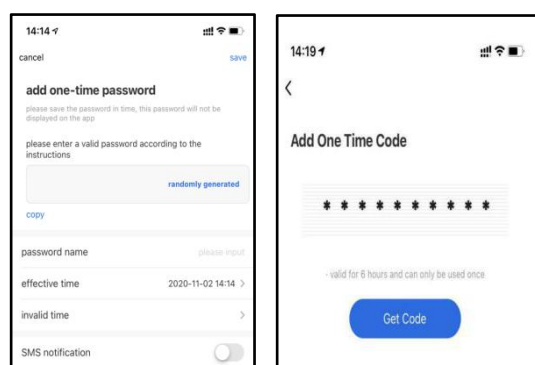 14:14
cancel
save
add one-time password
please save the password in time, this password will not be
displayed on the app
please enter a valid password according to the
instructions
randomly generated
copy
password name
please input
effective time
2020-11-02 14:14 >
invalid time
>
SMS notification
14:19
<
Add One Time Code
* * * * * * * * * *
- valid for 6 hours and can only be used once
Get Code